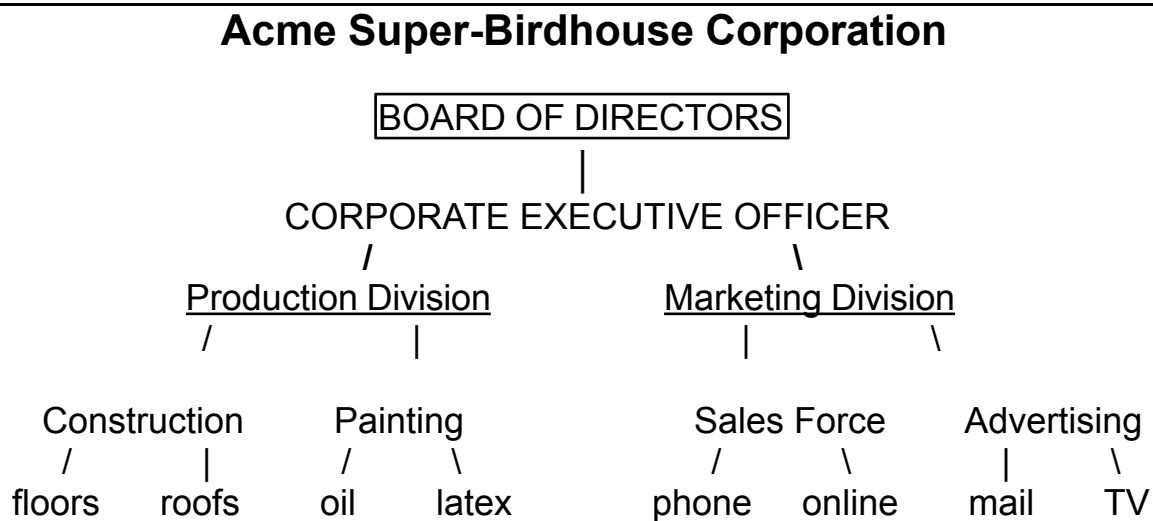 Acme Super-Birdhouse Corporation
BOARD OF DIRECTORS
|
CORPORATE EXECUTIVE OFFICER
/ \
Production Division Marketing Division
/ | | \
Construction Painting Sales Force Advertising
/ | / \ / \ | \
floors roofs oil latex phone online mail TV